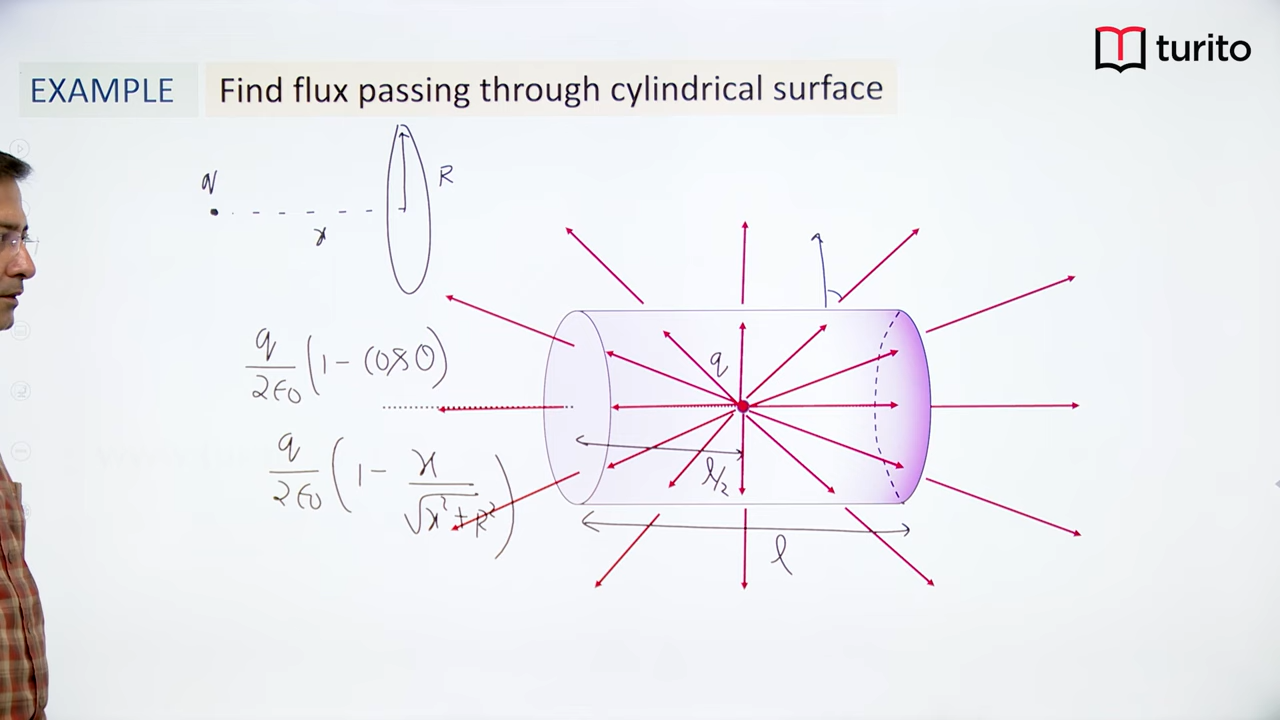 turito
EXAMPLE Find flux passing through cylindrical surface
q
R
x
q/2ε₀ (1 - cosθ)
q
q/2ε₀ (1 - x/√x² + R²)
l/2
l